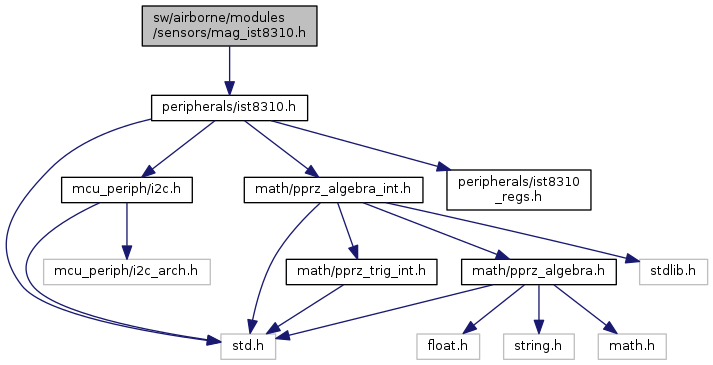 sw/airborne/modules
/sensors/mag_ist8310.h
peripherals/ist8310.h
mcu_periph/i2c.h
math/pprz_algebra_int.h
peripherals/ist8310
_regs.h
mcu_periph/i2c_arch.h
math/pprz_trig_int.h
math/pprz_algebra.h
stdlib.h
std.h
float.h
string.h
math.h